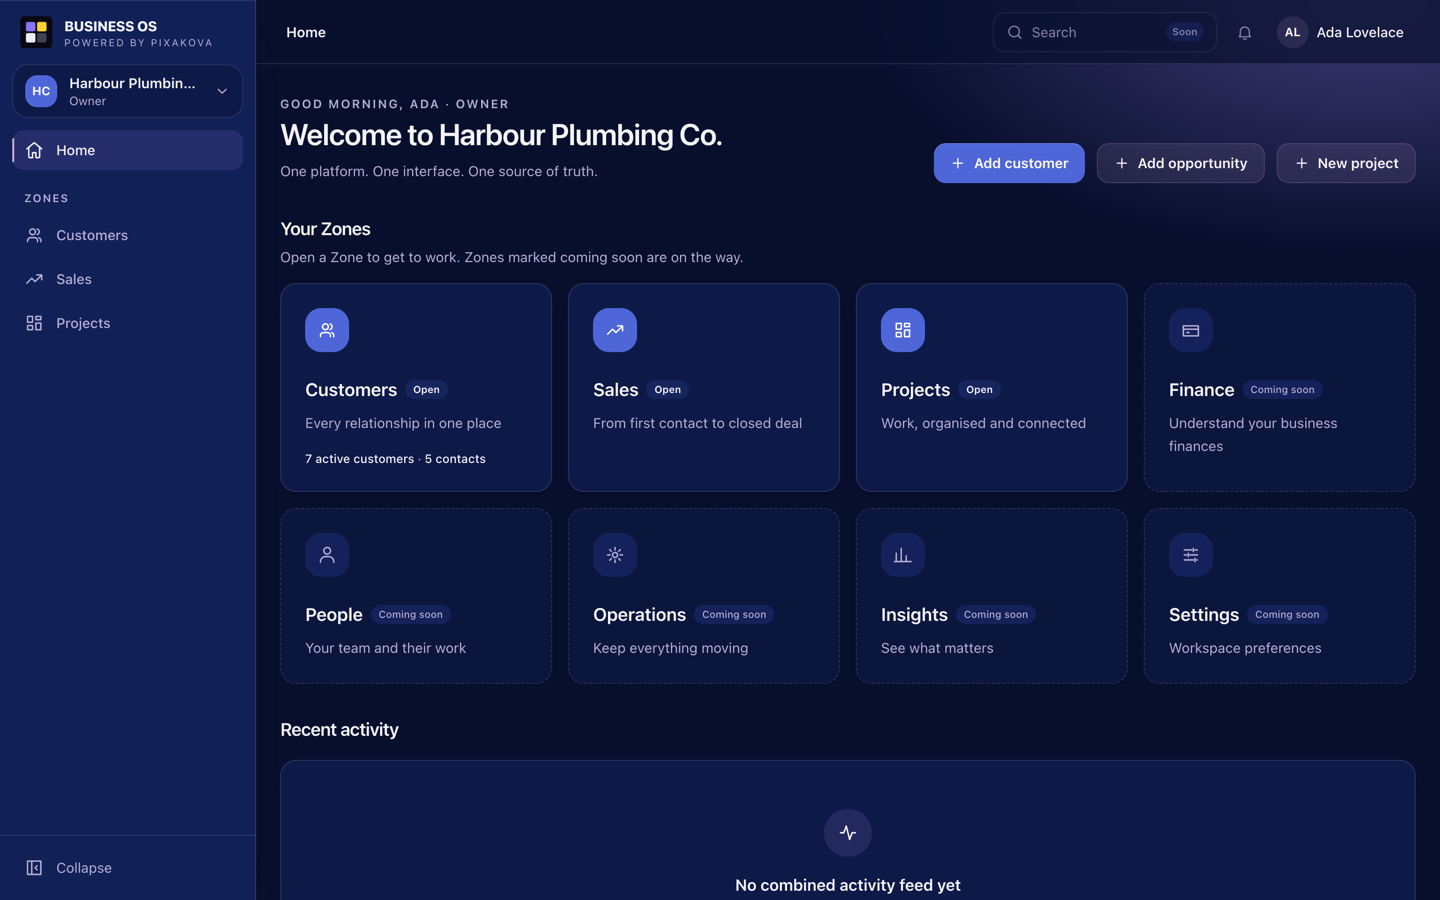 BUSINESS OS
POWERED BY PIXAKOVA
HC
Harbour Plumbin...
Owner
Home
ZONES
Customers
Sales
Projects
Collapse
Home
Search
Soon
AL
Ada Lovelace
GOOD MORNING, ADA · OWNER
Welcome to Harbour Plumbing Co.
One platform. One interface. One source of truth.
Add customer
Add opportunity
New project
Your Zones
Open a Zone to get to work. Zones marked coming soon are on the way.
Customers Open
Every relationship in one place
7 active customers · 5 contacts
Sales Open
From first contact to closed deal
Projects Open
Work, organised and connected
Finance Coming soon
Understand your business
finances
People Coming soon
Your team and their work
Operations Coming soon
Keep everything moving
Insights Coming soon
See what matters
Settings Coming soon
Workspace preferences
Recent activity
No combined activity feed yet